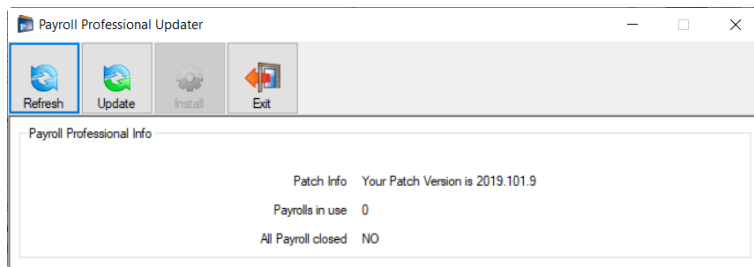 Payroll Professional Updater
Refresh Update Install Exit
Payroll Professional Info
Patch Info Your Patch Version is 2019.101.9
Payrolls in use 0
All Payroll closed NO